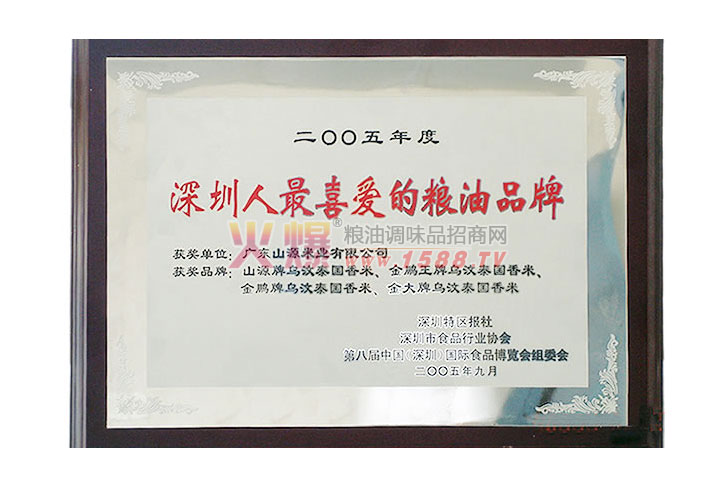 二〇〇五年度
深圳人最喜爱的粮油品牌
火爆® 粮油调味品招商网
www.1588.TV
获奖单位：广东山源米业有限公司
获奖品牌：山源牌乌汶泰国香米、金鹏王牌乌汶泰国香米、
金鹏牌乌汶泰国香米、金大牌乌汶泰国香米
深圳特区报社
深圳市食品行业协会
第八届中国（深圳）国际食品博览会组委会
二〇〇五年九月